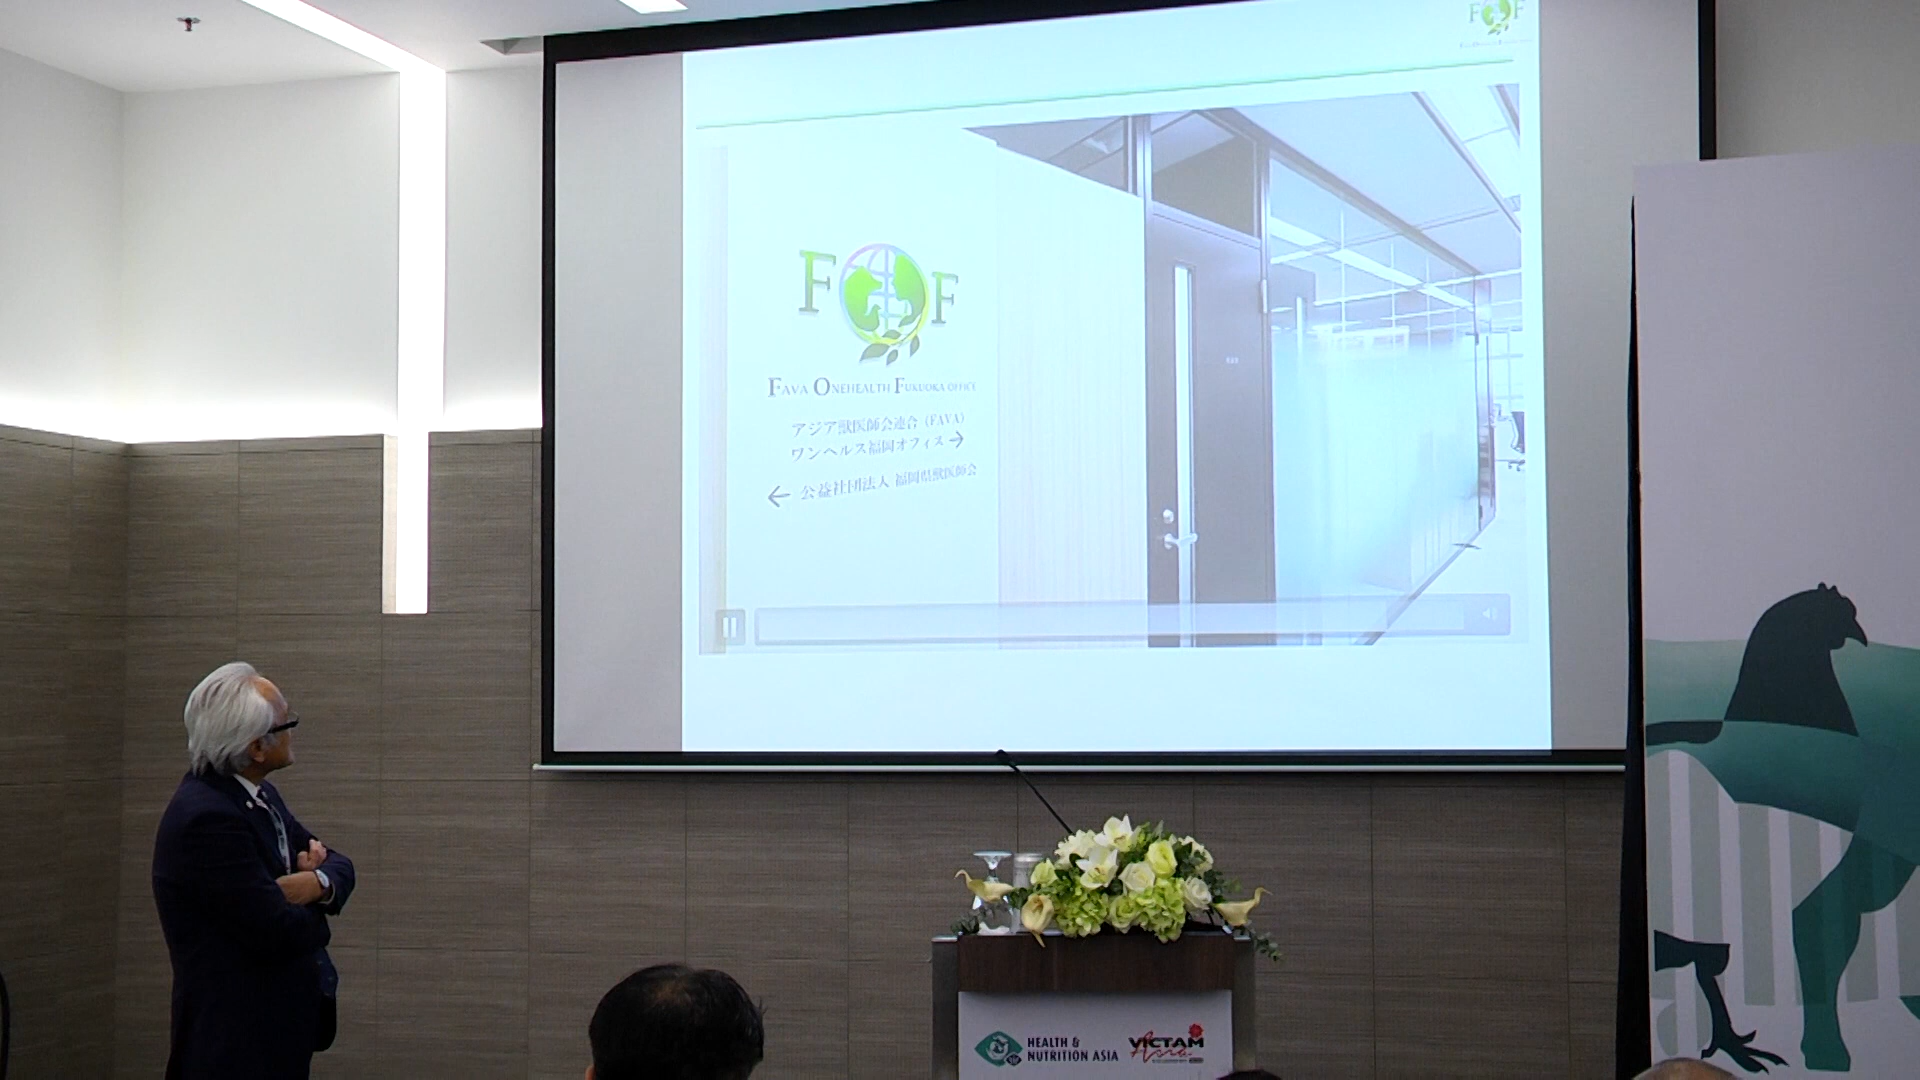 F F
F F
FAVA ONEHEALTH FUKUOKA OFFICE
アジア獣医師会連合（FAVA）
ワンヘルス福岡オフィス→
← 公益社団法人 福岡県獣医師会
HEALTH &
NUTRITION ASIA
VICTAM
Asia